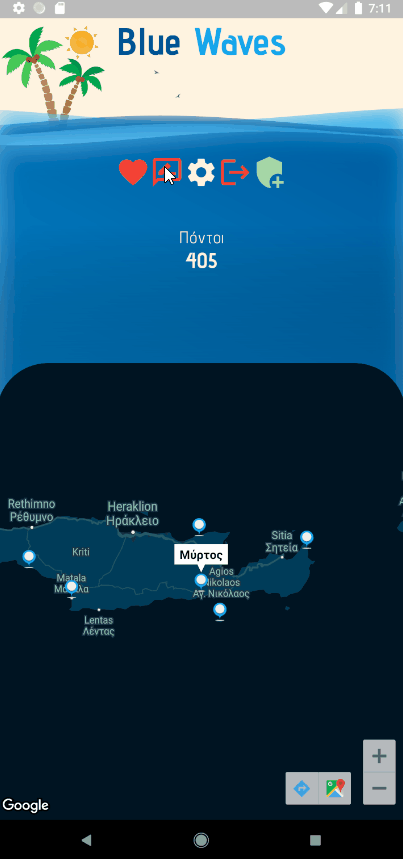 7:11
Blue Waves
Πόντοι
405
Rethimno
Ρέθυμνο
Heraklion
Ηράκλειο
Sitia
Σητεία
Μύρτος
Kriti
Agios
Nikolaos
Αγ. Νικόλαος
Matala
Lentas
Λέντας
Google